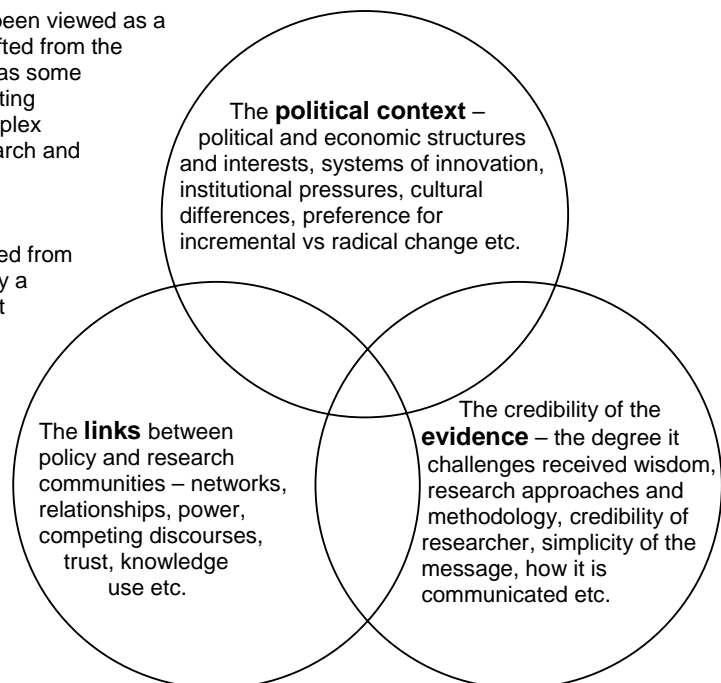 been viewed as a
fted from the
as some
ting
plex
arch and
ed from
y a
t
The political context –
political and economic structures
and interests, systems of innovation,
institutional pressures, cultural
differences, preference for
incremental vs radical change etc.
The links between
policy and research
communities – networks,
relationships, power,
competing discourses,
trust, knowledge
use etc.
The credibility of the
evidence – the degree it
challenges received wisdom,
research approaches and
methodology, credibility of
researcher, simplicity of the
message, how it is
communicated etc.